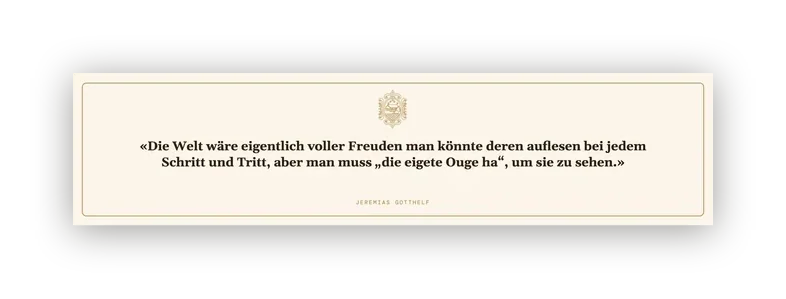 «Die Welt wäre eigentlich voller Freuden man könnte deren auflesen bei jedem
Schritt und Tritt, aber man muss „die eigete Ouge ha“, um sie zu sehen.»
JEREMIAS GOTTHELF